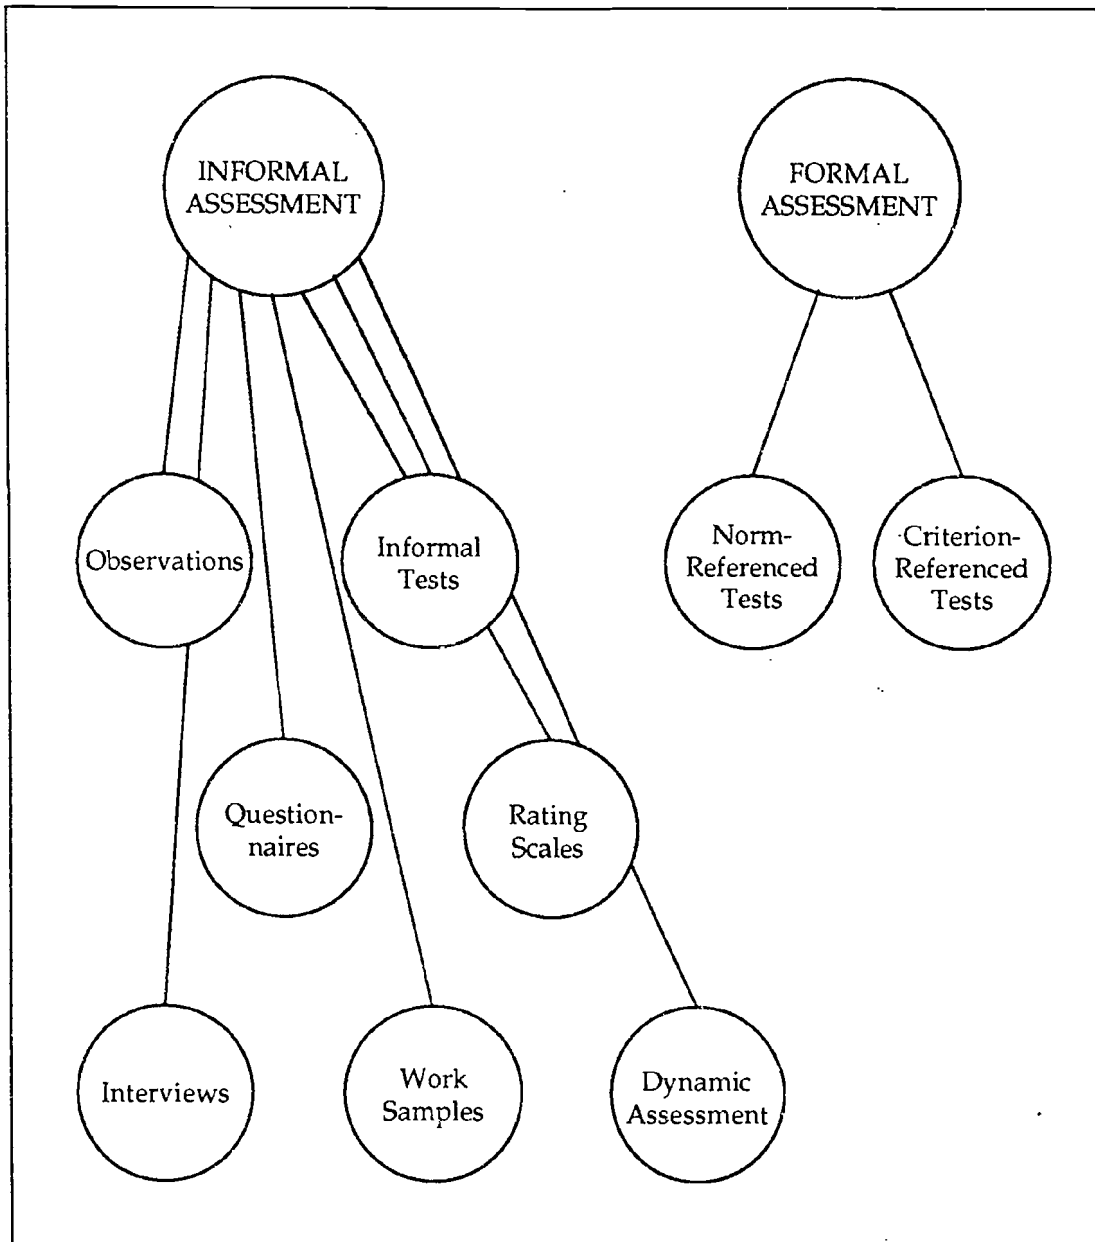 INFORMAL
ASSESSMENT
FORMAL
ASSESSMENT
Observations
Informal
Tests
Norm-
Referenced
Tests
Criterion-
Referenced
Tests
Question-
naires
Rating
Scales
Interviews
Work
Samples
Dynamic
Assessment